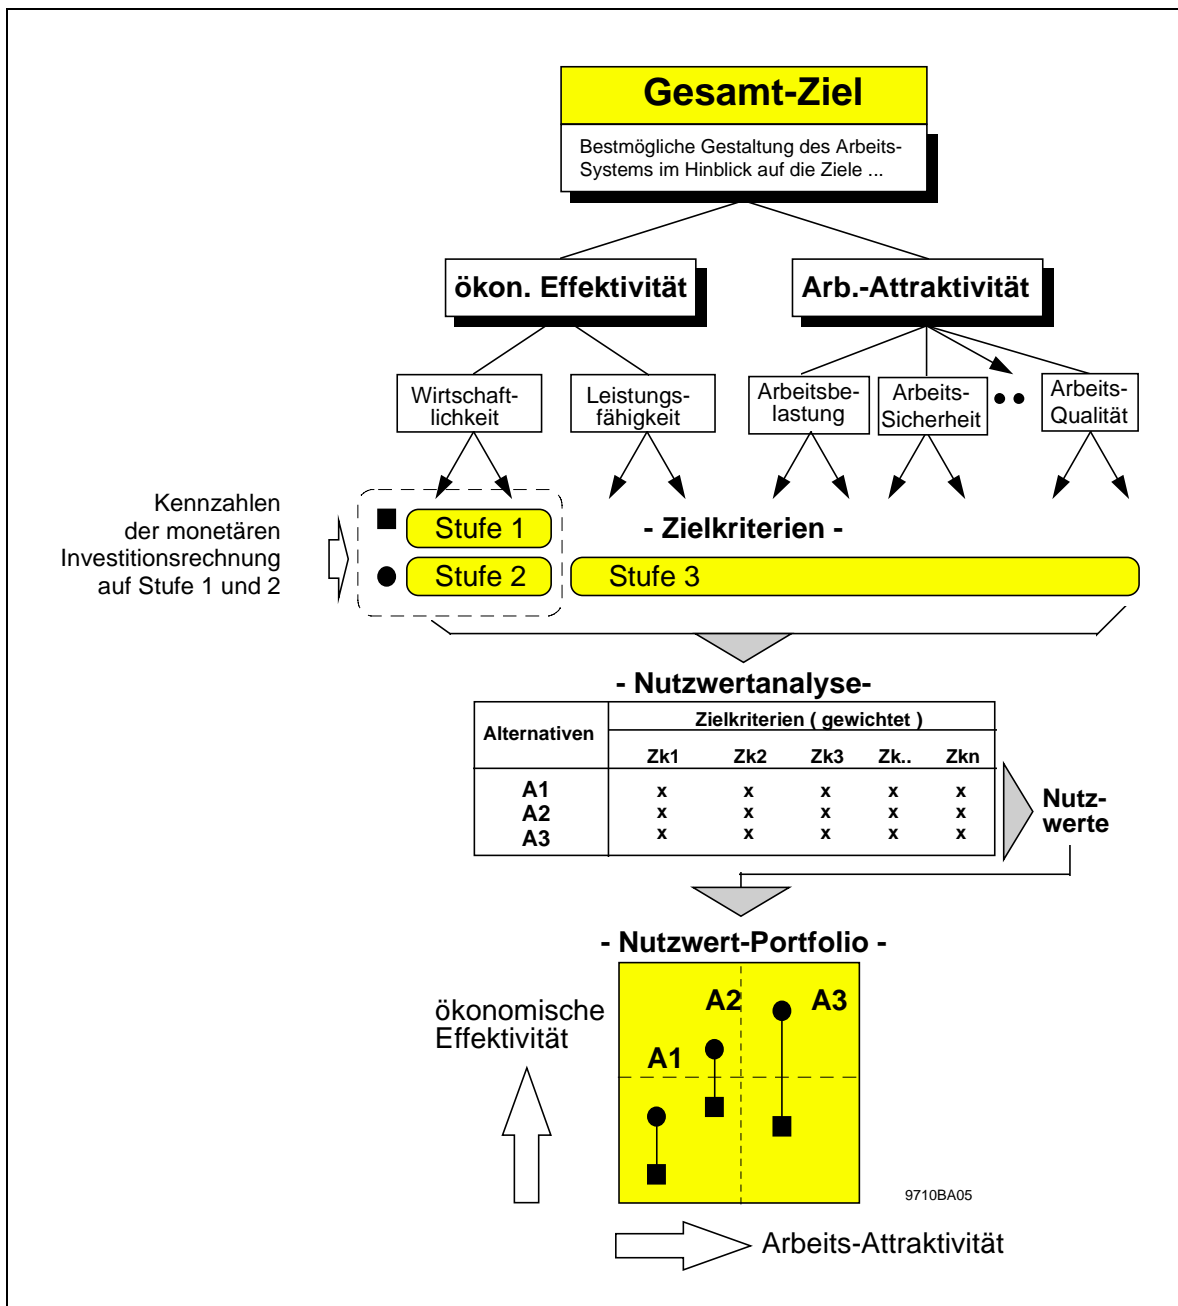 Gesamt-Ziel
Bestmögliche Gestaltung des Arbeits-
Systems im Hinblick auf die Ziele ...
ökon. Effektivität
Arb.-Attraktivität
Wirtschaft-
lichkeit
Leistungs-
fähigkeit
Arbeitsbe-
lastung
Arbeits-
Sicherheit
Arbeits-
Qualität
Kennzahlen
der monetären
Investitionsrechnung
auf Stufe 1 und 2
Stufe 1
Stufe 2
- Zielkriterien -
Stufe 3
- Nutzwertanalyse-
Alternativen
Zielkriterien ( gewichtet )
Zk1 Zk2 Zk3 Zk.. Zkn
A1 x x x x x
A2 x x x x x
A3 x x x x x
Nutz-
werte
- Nutzwert-Portfolio -
ökonomische
Effektivität
A1
A2
A3
9710BA05
Arbeits-Attraktivität